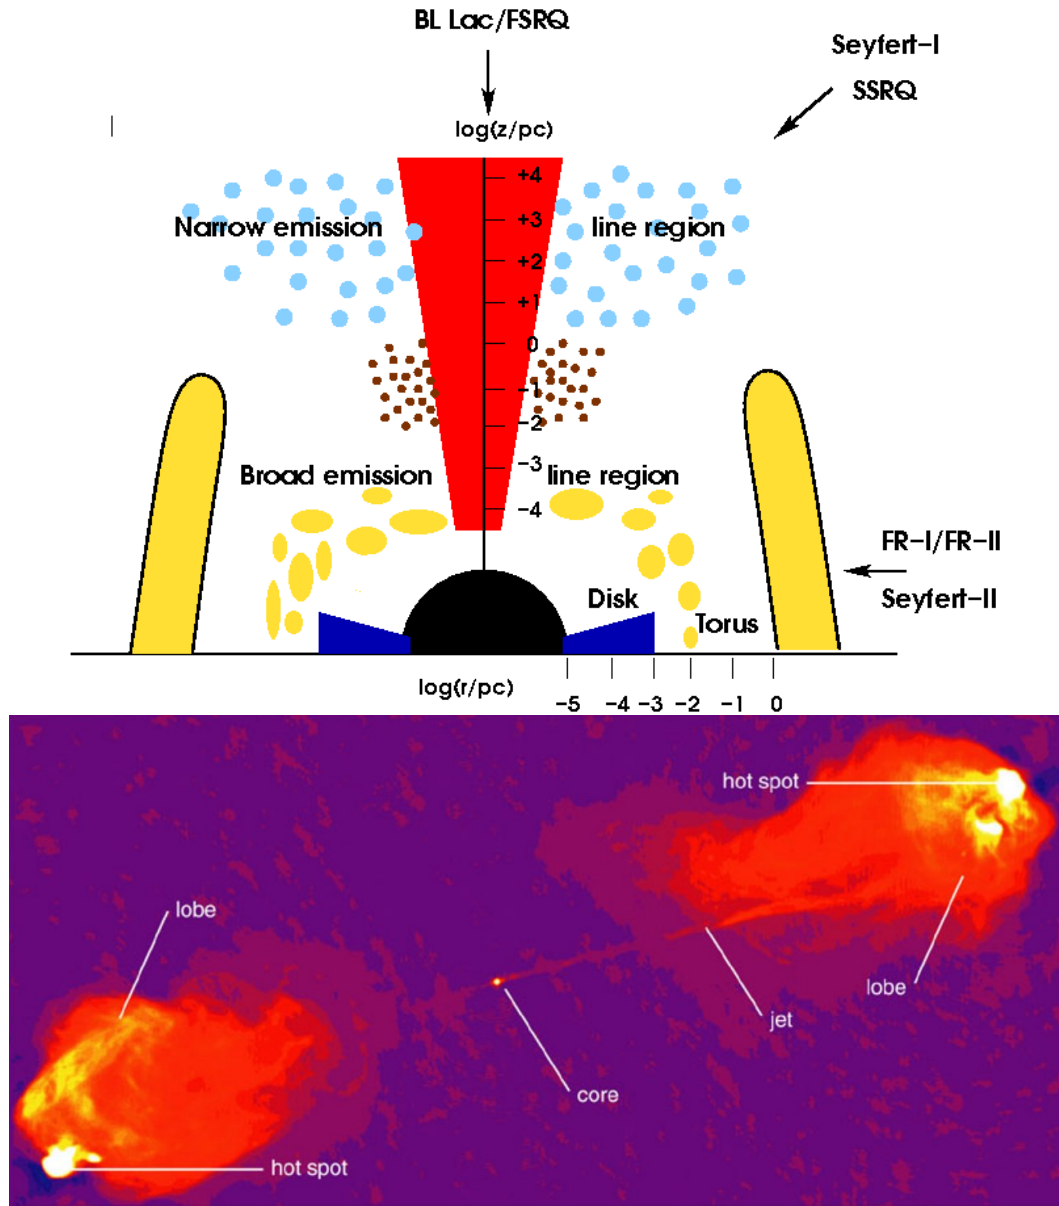 BL Lac/FSRQ
Seyfert-I
SSRQ
log(z/pc)
+4
+3
Narrow emission line region
+2
+1
0
-1
-2
-3
Broad emission line region
-4
FR-I/FR-II
Seyfert-II
Disk
Torus
log(r/pc)
-5 -4 -3 -2 -1 0
hot spot
lobe
lobe
jet
core
hot spot